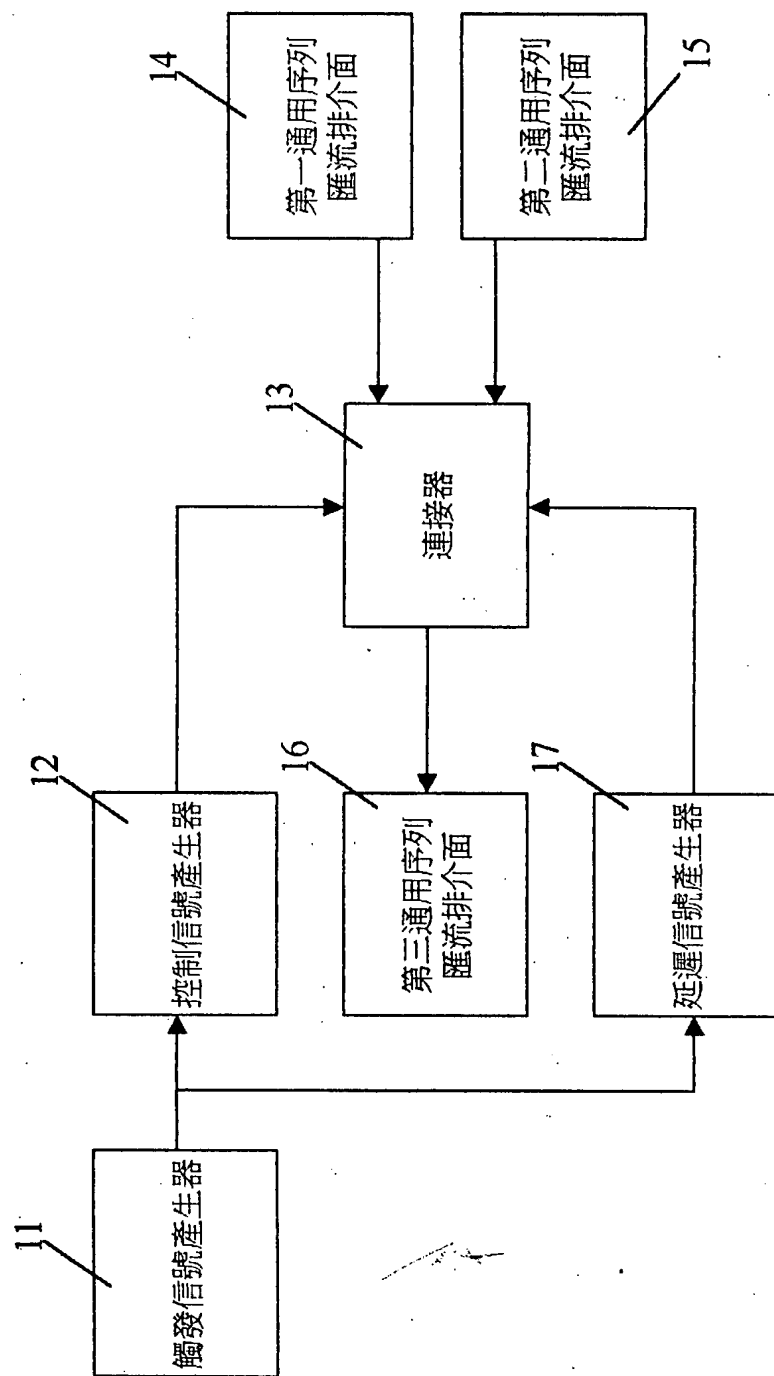 11
觸發信號產生器
12
控制信號產生器
14
第一通用序列
匯流排介面
13
連接器
16
第三通用序列
匯流排介面
15
第二通用序列
匯流排介面
17
延遲信號產生器